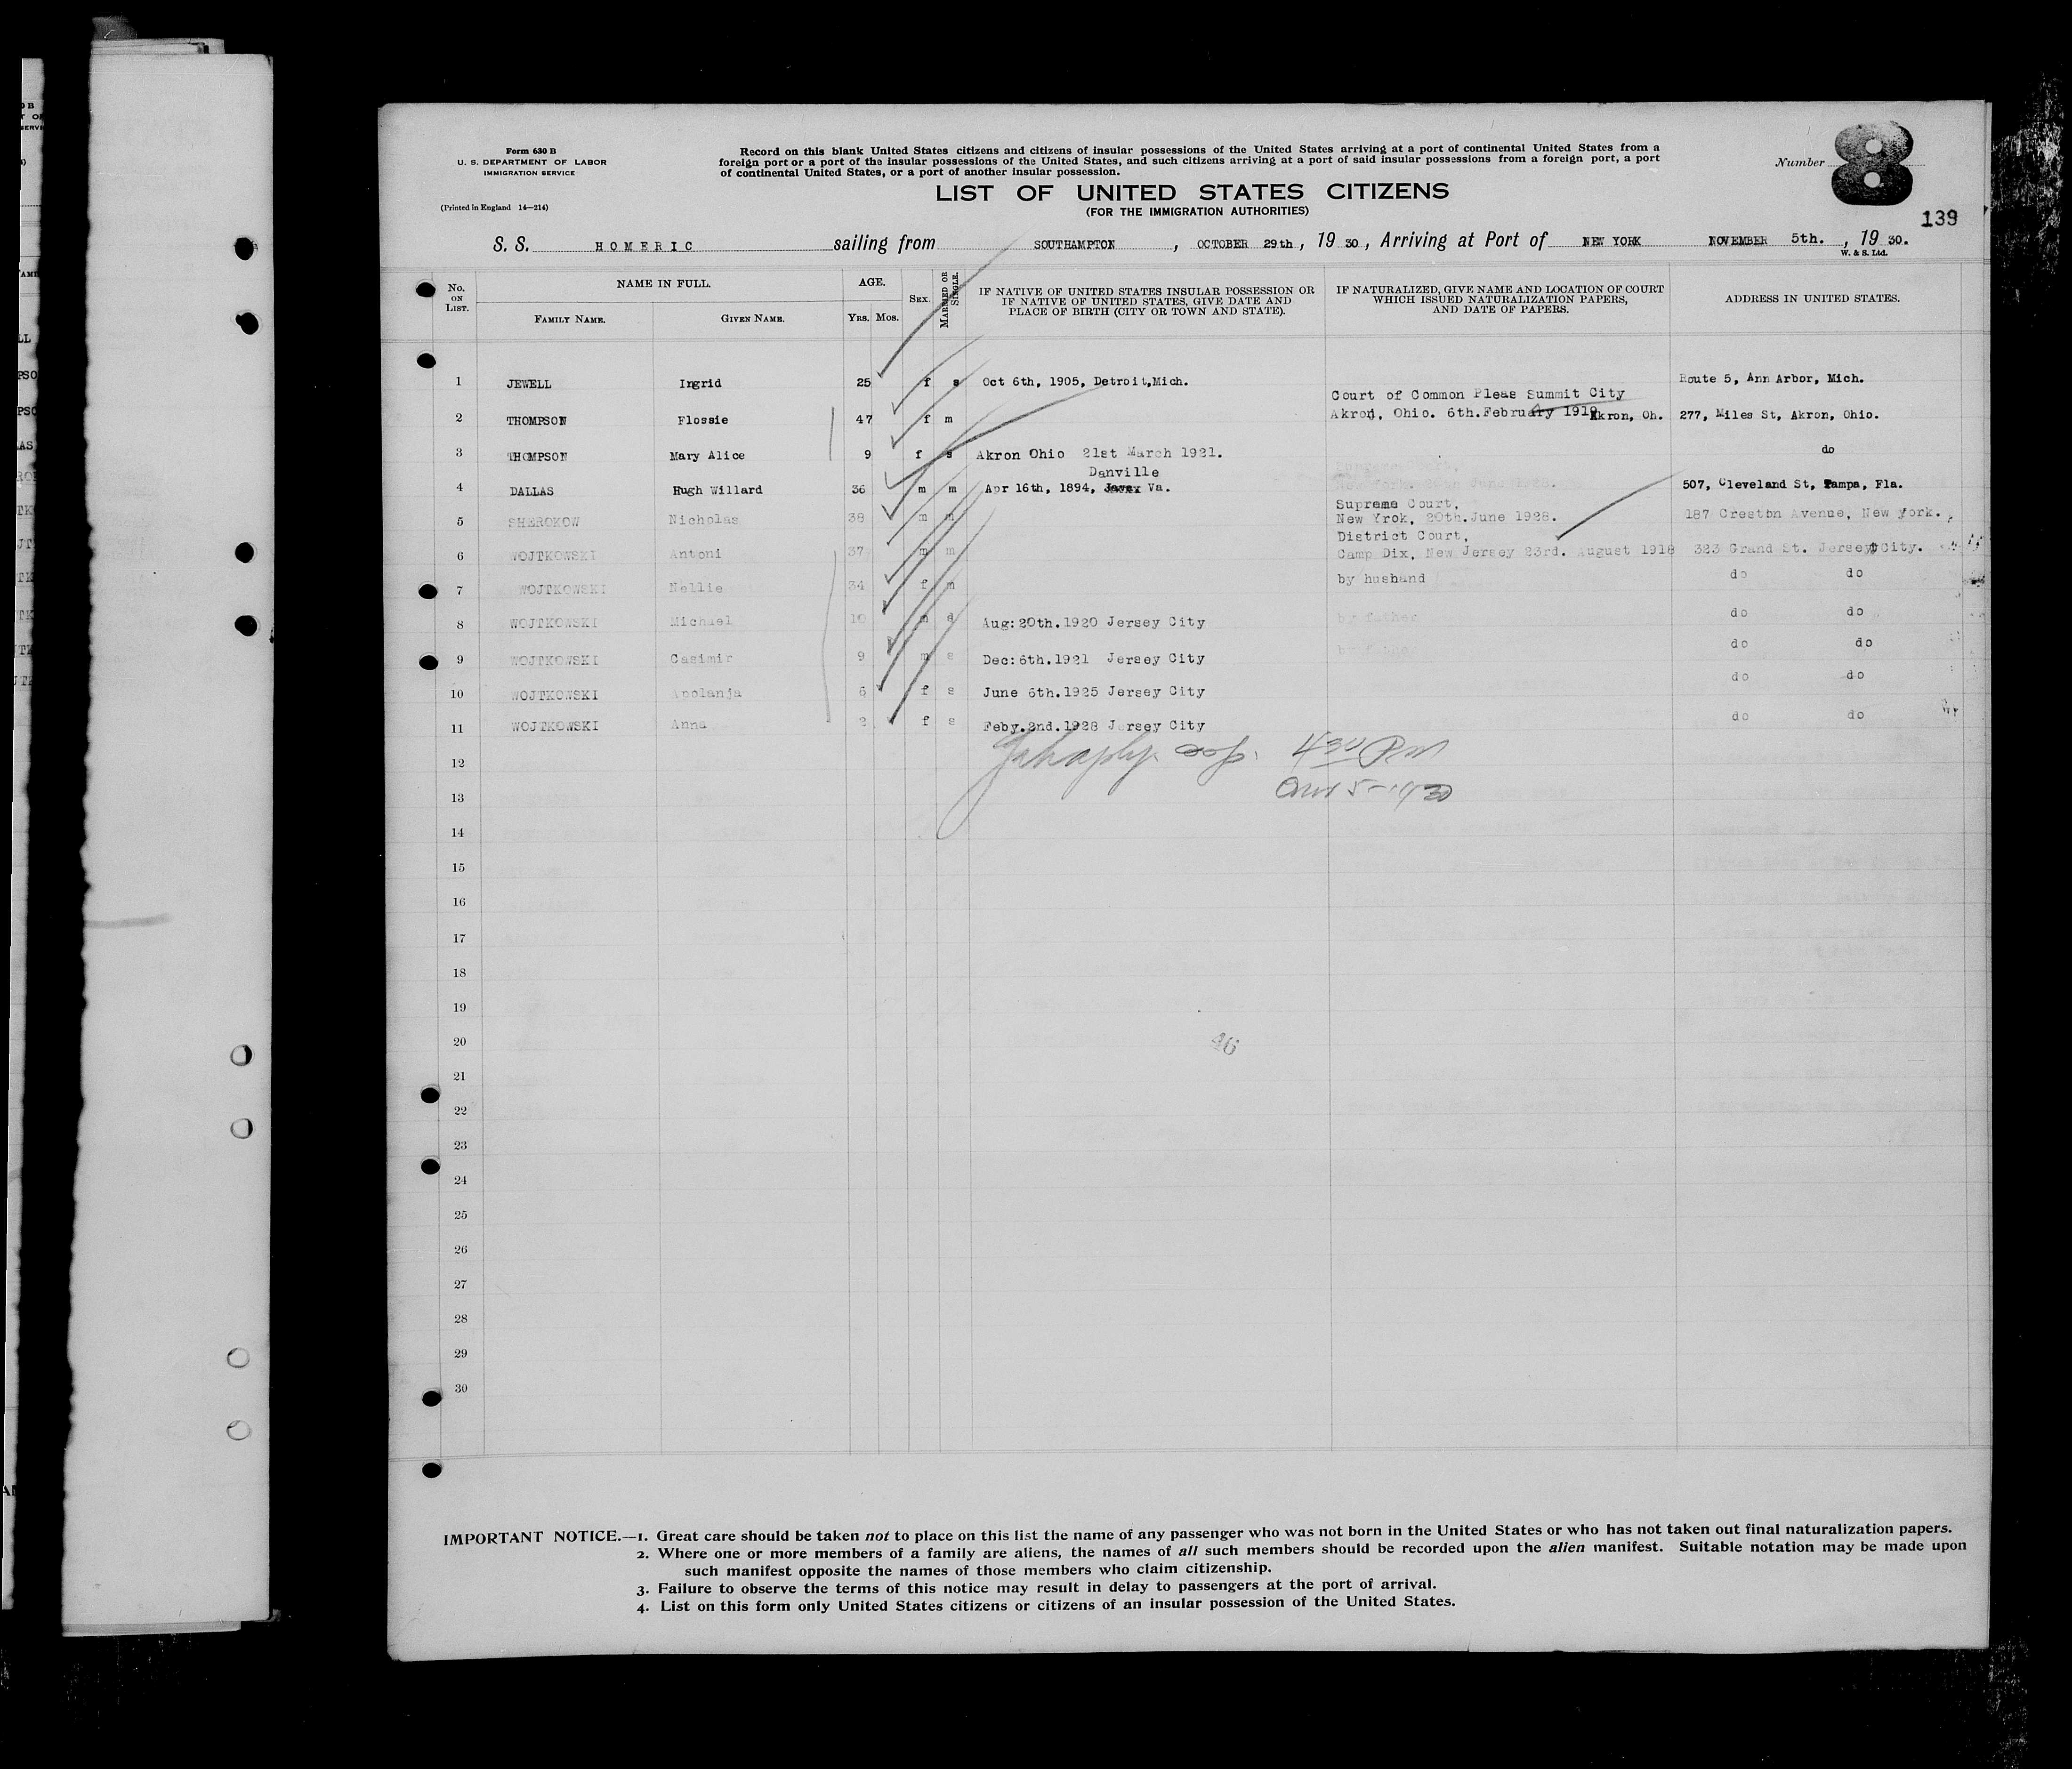 Form 630 B
U. S. DEPARTMENT OF LABOR
IMMIGRATION SERVICE
(Printed in England 14—214)
Record on this blank United States citizens and citizens of insular possessions of the United States arriving at a port of continental United States from a
foreign port or a port of the insular possessions of the United States, and such citizens arriving at a port of said insular possessions from a foreign port, a port
of continental United States, or a port of another insular possession.
Number 8
139
LIST OF UNITED STATES CITIZENS
(FOR THE IMMIGRATION AUTHORITIES)
S. S. HOMERIC sailing from SOUTHAMPTON, OCTOBER 29th, 19 30, Arriving at Port of NEW YORK NOVEMBER 5th., 19 30.
W. & S. Ltd.
No. ON LIST. NAME IN FULL. AGE. SEX. MARRIED OR SINGLE. IF NATIVE OF UNITED STATES INSULAR POSSESSION OR IF NATIVE OF UNITED STATES, GIVE DATE AND PLACE OF BIRTH (CITY OR TOWN AND STATE). IF NATURALIZED, GIVE NAME AND LOCATION OF COURT WHICH ISSUED NATURALIZATION PAPERS, AND DATE OF PAPERS. ADDRESS IN UNITED STATES.
FAMILY NAME. GIVEN NAME. YRS. MOS.
1 JEWELL Ingrid 25 f s Oct 6th, 1905, Detroit,Mich. Route 5, Ann Arbor, Mich.
Court of Common Pleas Summit City
2 THOMPSON Flossie 47 f m Akron, Ohio. 6th.February 1919 Akron, Oh. 277, Miles St, Akron, Ohio.
3 THOMPSON Mary Alice 9 f s Akron Ohio 21st March 1921. do
Danville
4 DALLAS Hugh Willard 36 m m Apr 16th, 1894, Va. 507, Cleveland St, Tampa, Fla.
Supreme Court,
5 SHEROKOW Nicholas 38 m m New Yrok, 20th.June 1928. 187 Creston Avenue, New York.
District Court,
6 WOJTKOWSKI Antoni 37 m m Camp Dix, New Jersey 23rd. August 1918 323 Grand St. Jersey City.
7 WOJTKOWSKI Nellie 34 f m by husband do do
8 WOJTKOWSKI Michael 10 m s Aug:20th.1920 Jersey City by father do do
9 WOJTKOWSKI Casimir 9 m s Dec:6th.1921 Jersey City by father do do
10 WOJTKOWSKI Apolanja 5 f s June 6th.1925 Jersey City do do
11 WOJTKOWSKI Anna 2 f s Feby.2nd.1928 Jersey City do do
12
4 30 PM
13
5-1930
14
15
16
17
18
19
20
46
21
22
23
24
25
26
27
28
29
30
IMPORTANT NOTICE.—1. Great care should be taken not to place on this list the name of any passenger who was not born in the United States or who has not taken out final naturalization papers.
2. Where one or more members of a family are aliens, the names of all such members should be recorded upon the alien manifest. Suitable notation may be made upon
such manifest opposite the names of those members who claim citizenship.
3. Failure to observe the terms of this notice may result in delay to passengers at the port of arrival.
4. List on this form only United States citizens or citizens of an insular possession of the United States.